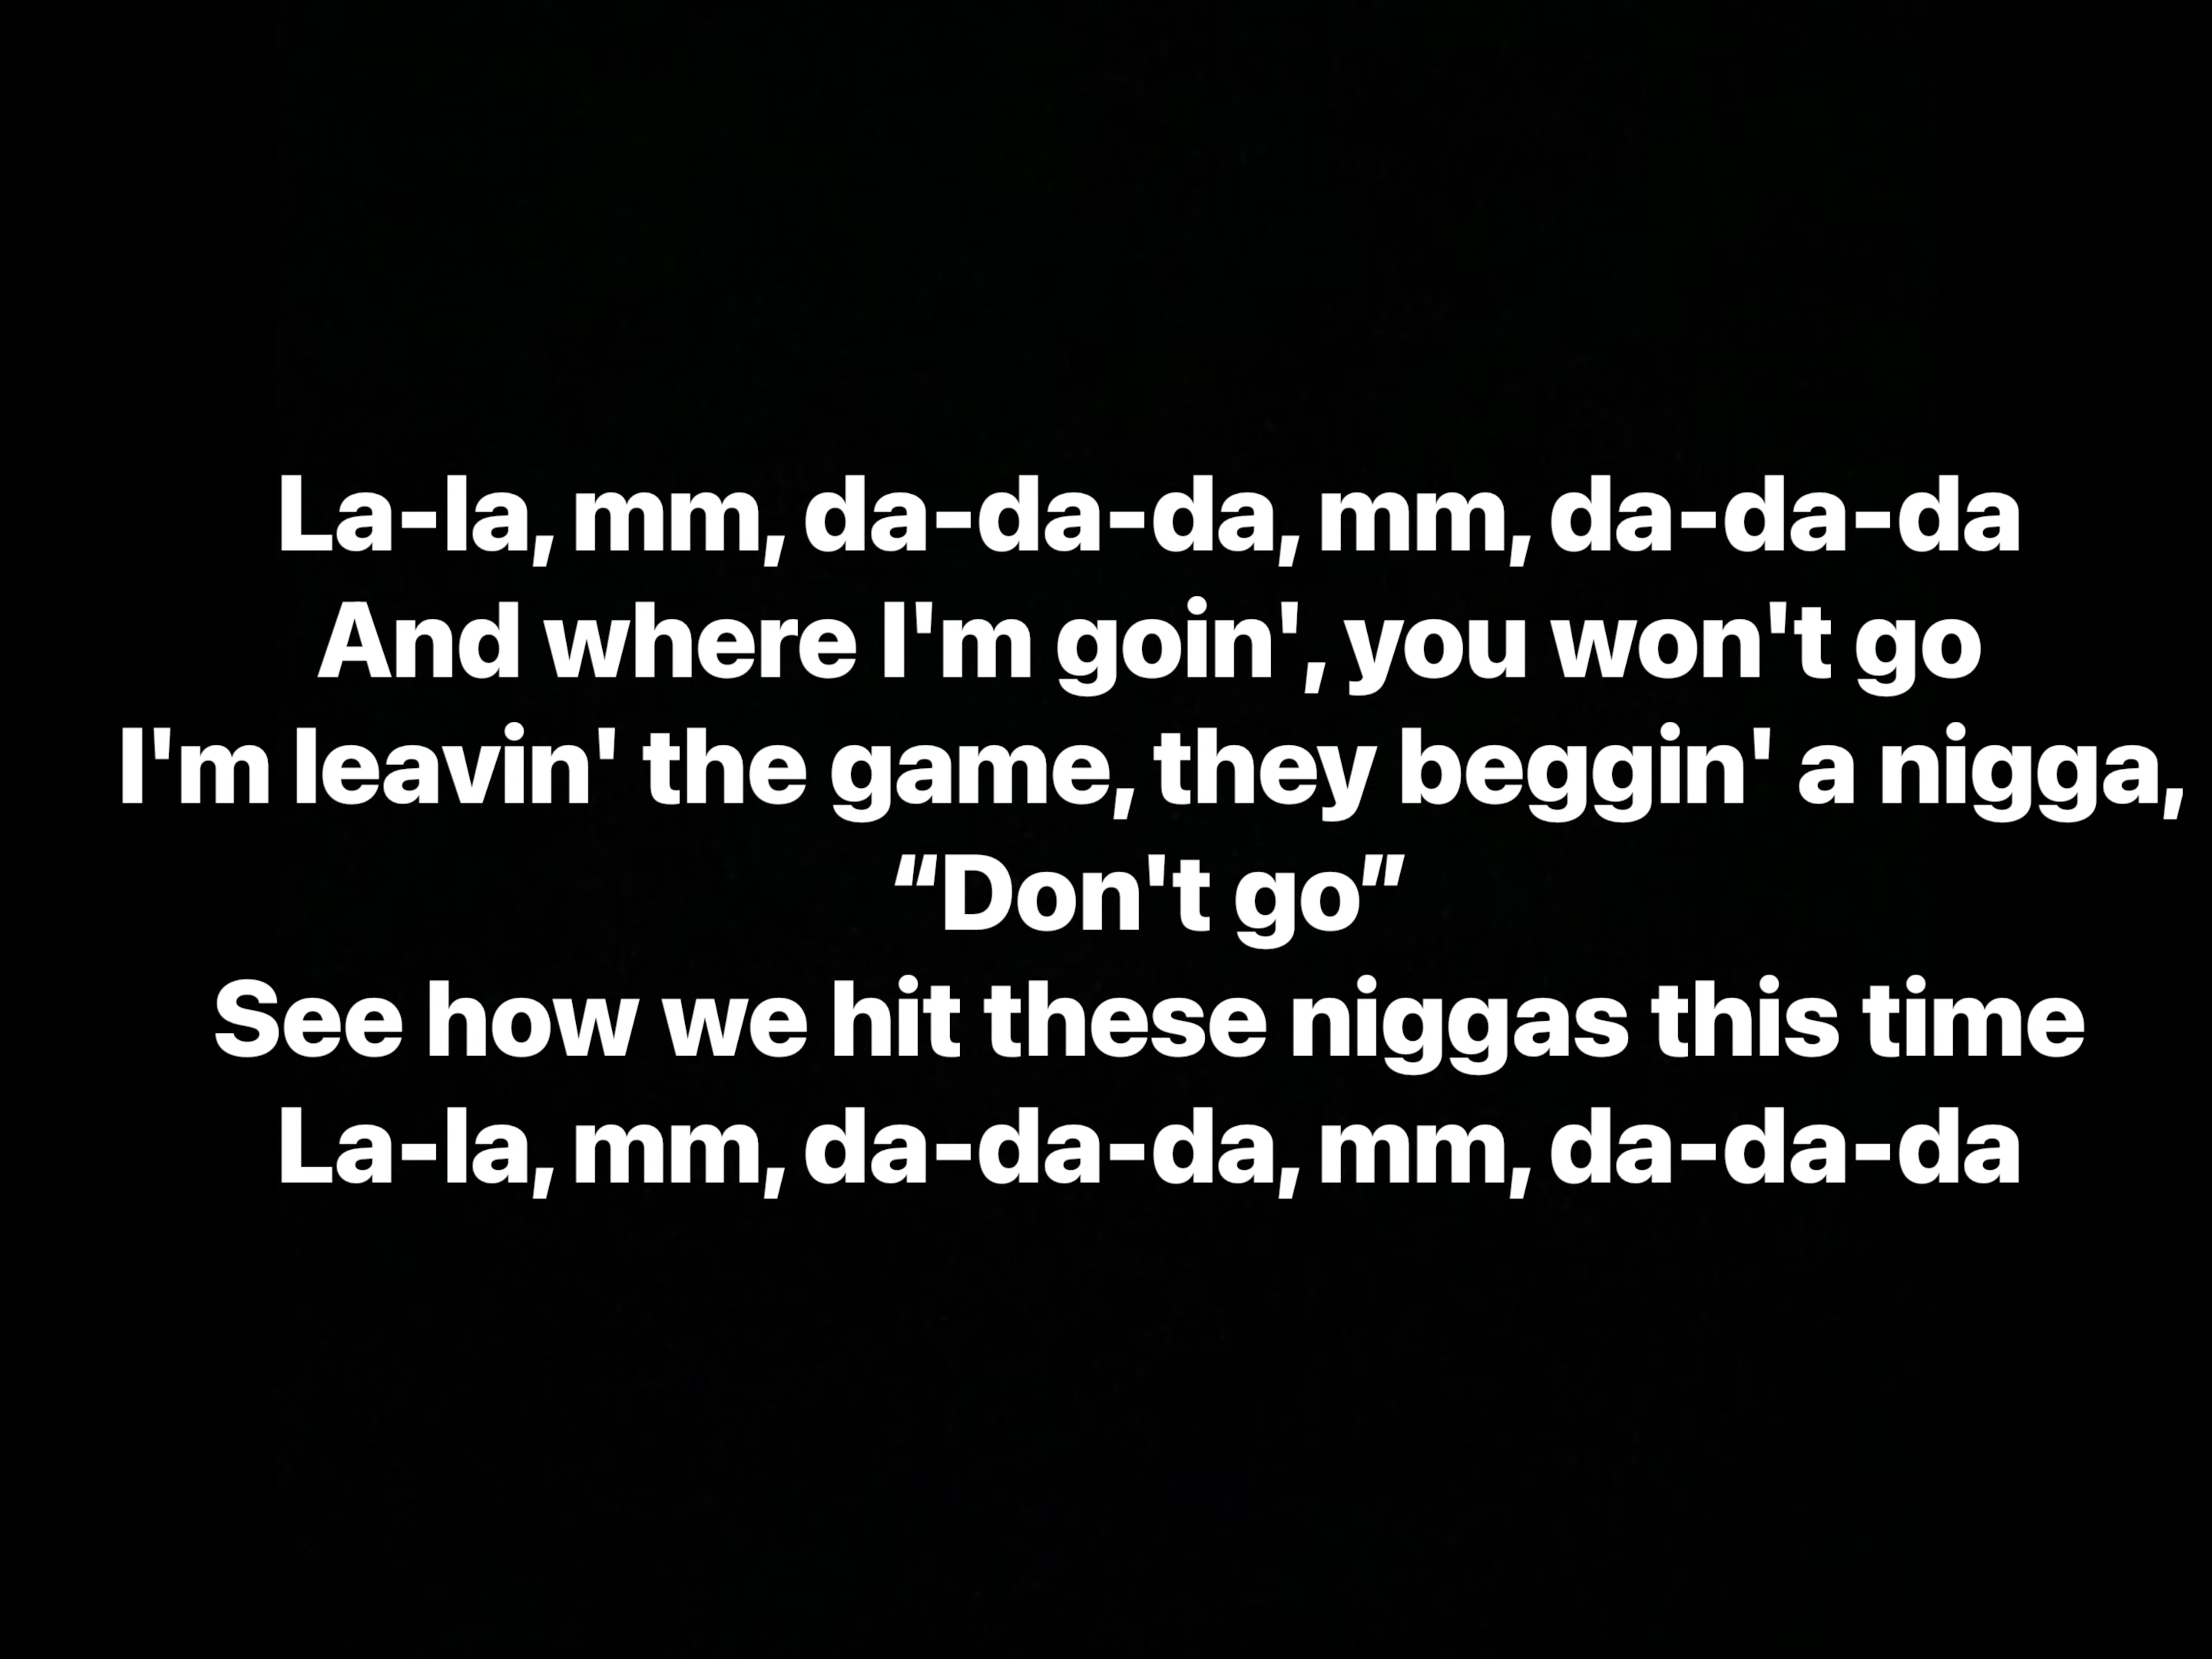 La-la, mm, da-da-da, mm, da-da-da
And where I'm goin', you won't go
I'm leavin' the game, they beggin' a nigga,
“Don't go”
See how we hit these niggas this time
La-la, mm, da-da-da, mm, da-da-da